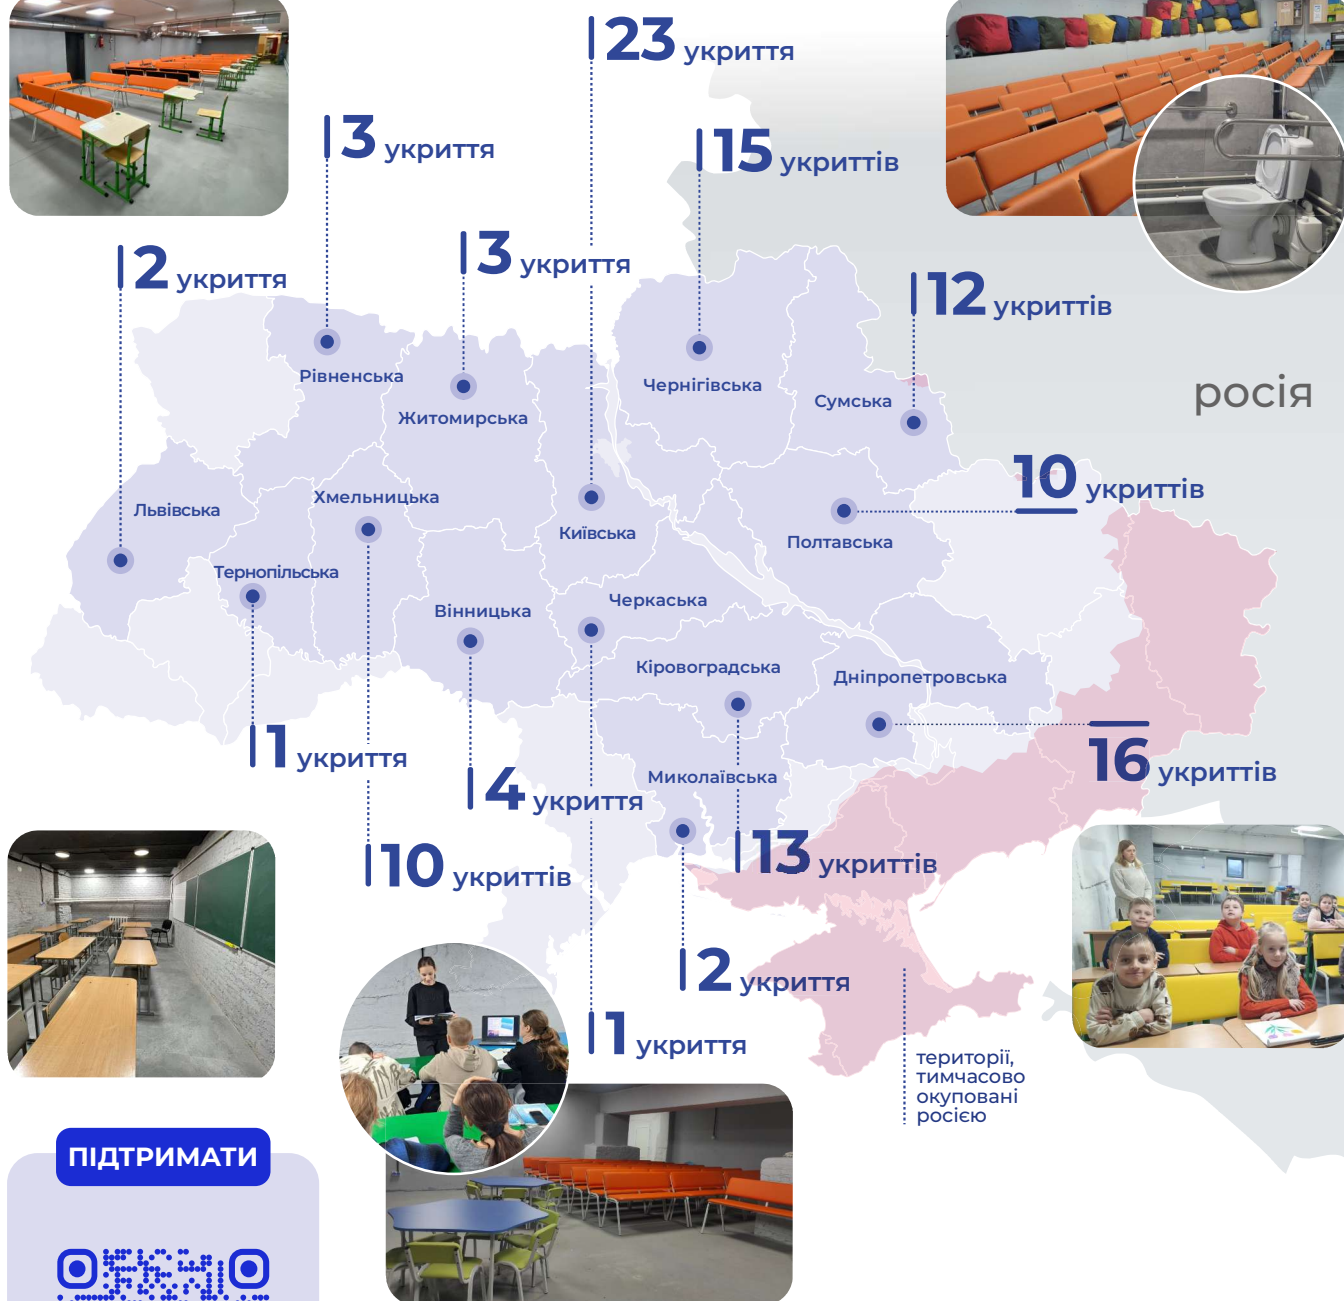 23 укриття
3 укриття
15 укриттів
2 укриття
3 укриття
12 укриттів
росія
Рівненська
Житомирська
Чернігівська
Сумська
10 укриттів
Львівська
Хмельницька
Київська
Полтавська
Тернопільська
Вінницька
Черкаська
Кіровоградська
Дніпропетровська
1 укриття
4 укриття
Миколаївська
16 укриттів
10 укриттів
13 укриттів
2 укриття
1 укриття
території,
тимчасово
окуповані
росією
ПІДТРИМАТИ